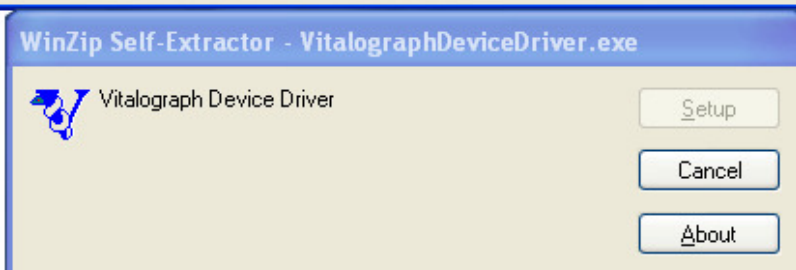 WinZip Self-Extractor - VitalographDeviceDriver.exe
Vitalograph Device Driver
Setup
Cancel
About